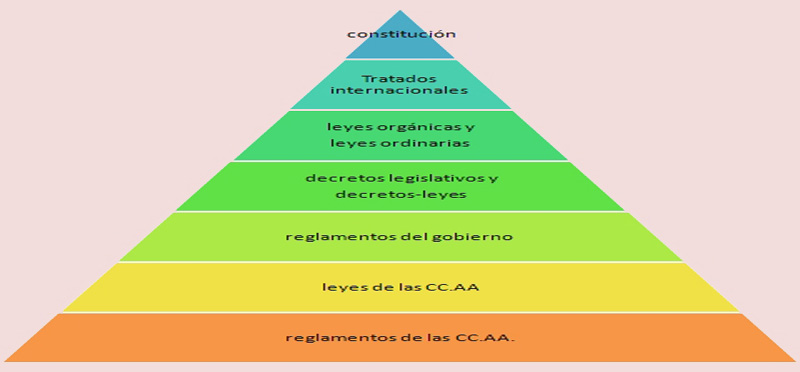 constitución
Tratados
internacionales
leyes orgánicas y
leyes ordinarias
decretos legislativos y
decretos-leyes
reglamentos del gobierno
leyes de las CC.AA
reglamentos de las CC.AA.